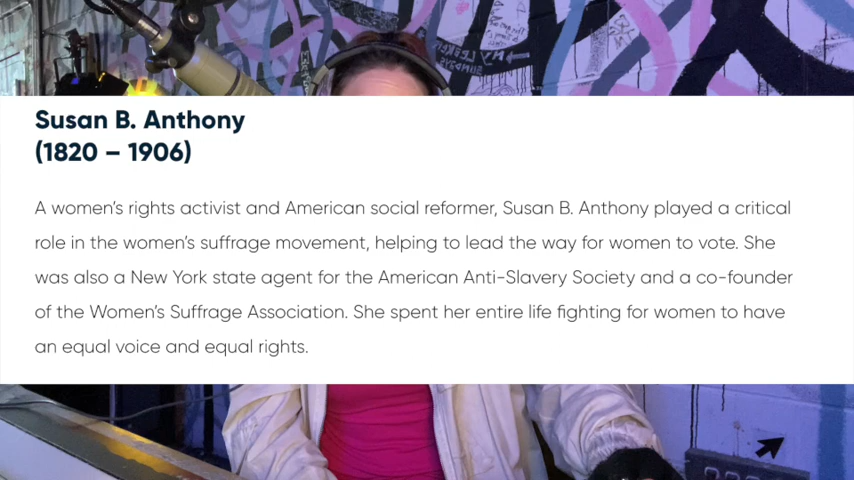 Susan B. Anthony
(1820 – 1906)
A women's rights activist and American social reformer, Susan B. Anthony played a critical
role in the women's suffrage movement, helping to lead the way for women to vote. She
was also a New York state agent for the American Anti-Slavery Society and a co-founder
of the Women's Suffrage Association. She spent her entire life fighting for women to have
an equal voice and equal rights.